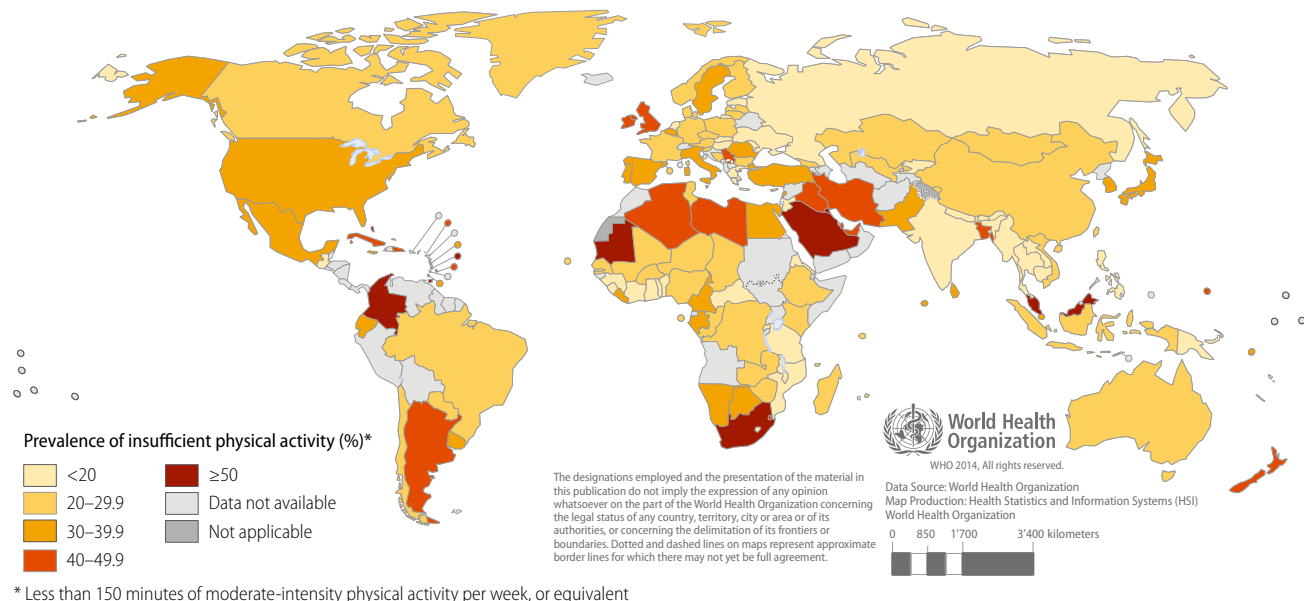 Prevalence of insufficient physical activity (%)*
<20
20–29.9
30–39.9
40–49.9
≥50
Data not available
Not applicable
The designations employed and the presentation of the material in
this publication do not imply the expression of any opinion
whatsoever on the part of the World Health Organization concerning
the legal status of any country, territory, city or area or of its
authorities, or concerning the delimitation of its frontiers or
boundaries. Dotted and dashed lines on maps represent approximate
border lines for which there may not yet be full agreement.
World Health
Organization
WHO 2014, All rights reserved.
Data Source: World Health Organization
Map Production: Health Statistics and Information Systems (HSI)
World Health Organization
0 850 1'700 3'400 kilometers
* Less than 150 minutes of moderate-intensity physical activity per week, or equivalent